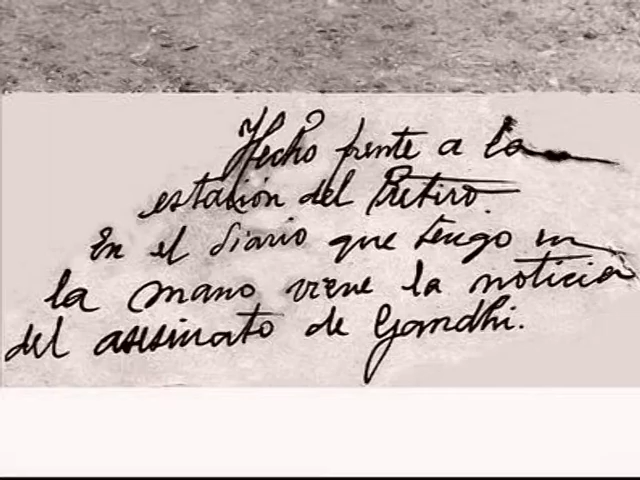 Hecho frente a la
estación del Retiro.
En el diario que tengo en
la mano viene la noticia
del asesinato de Gandhi.